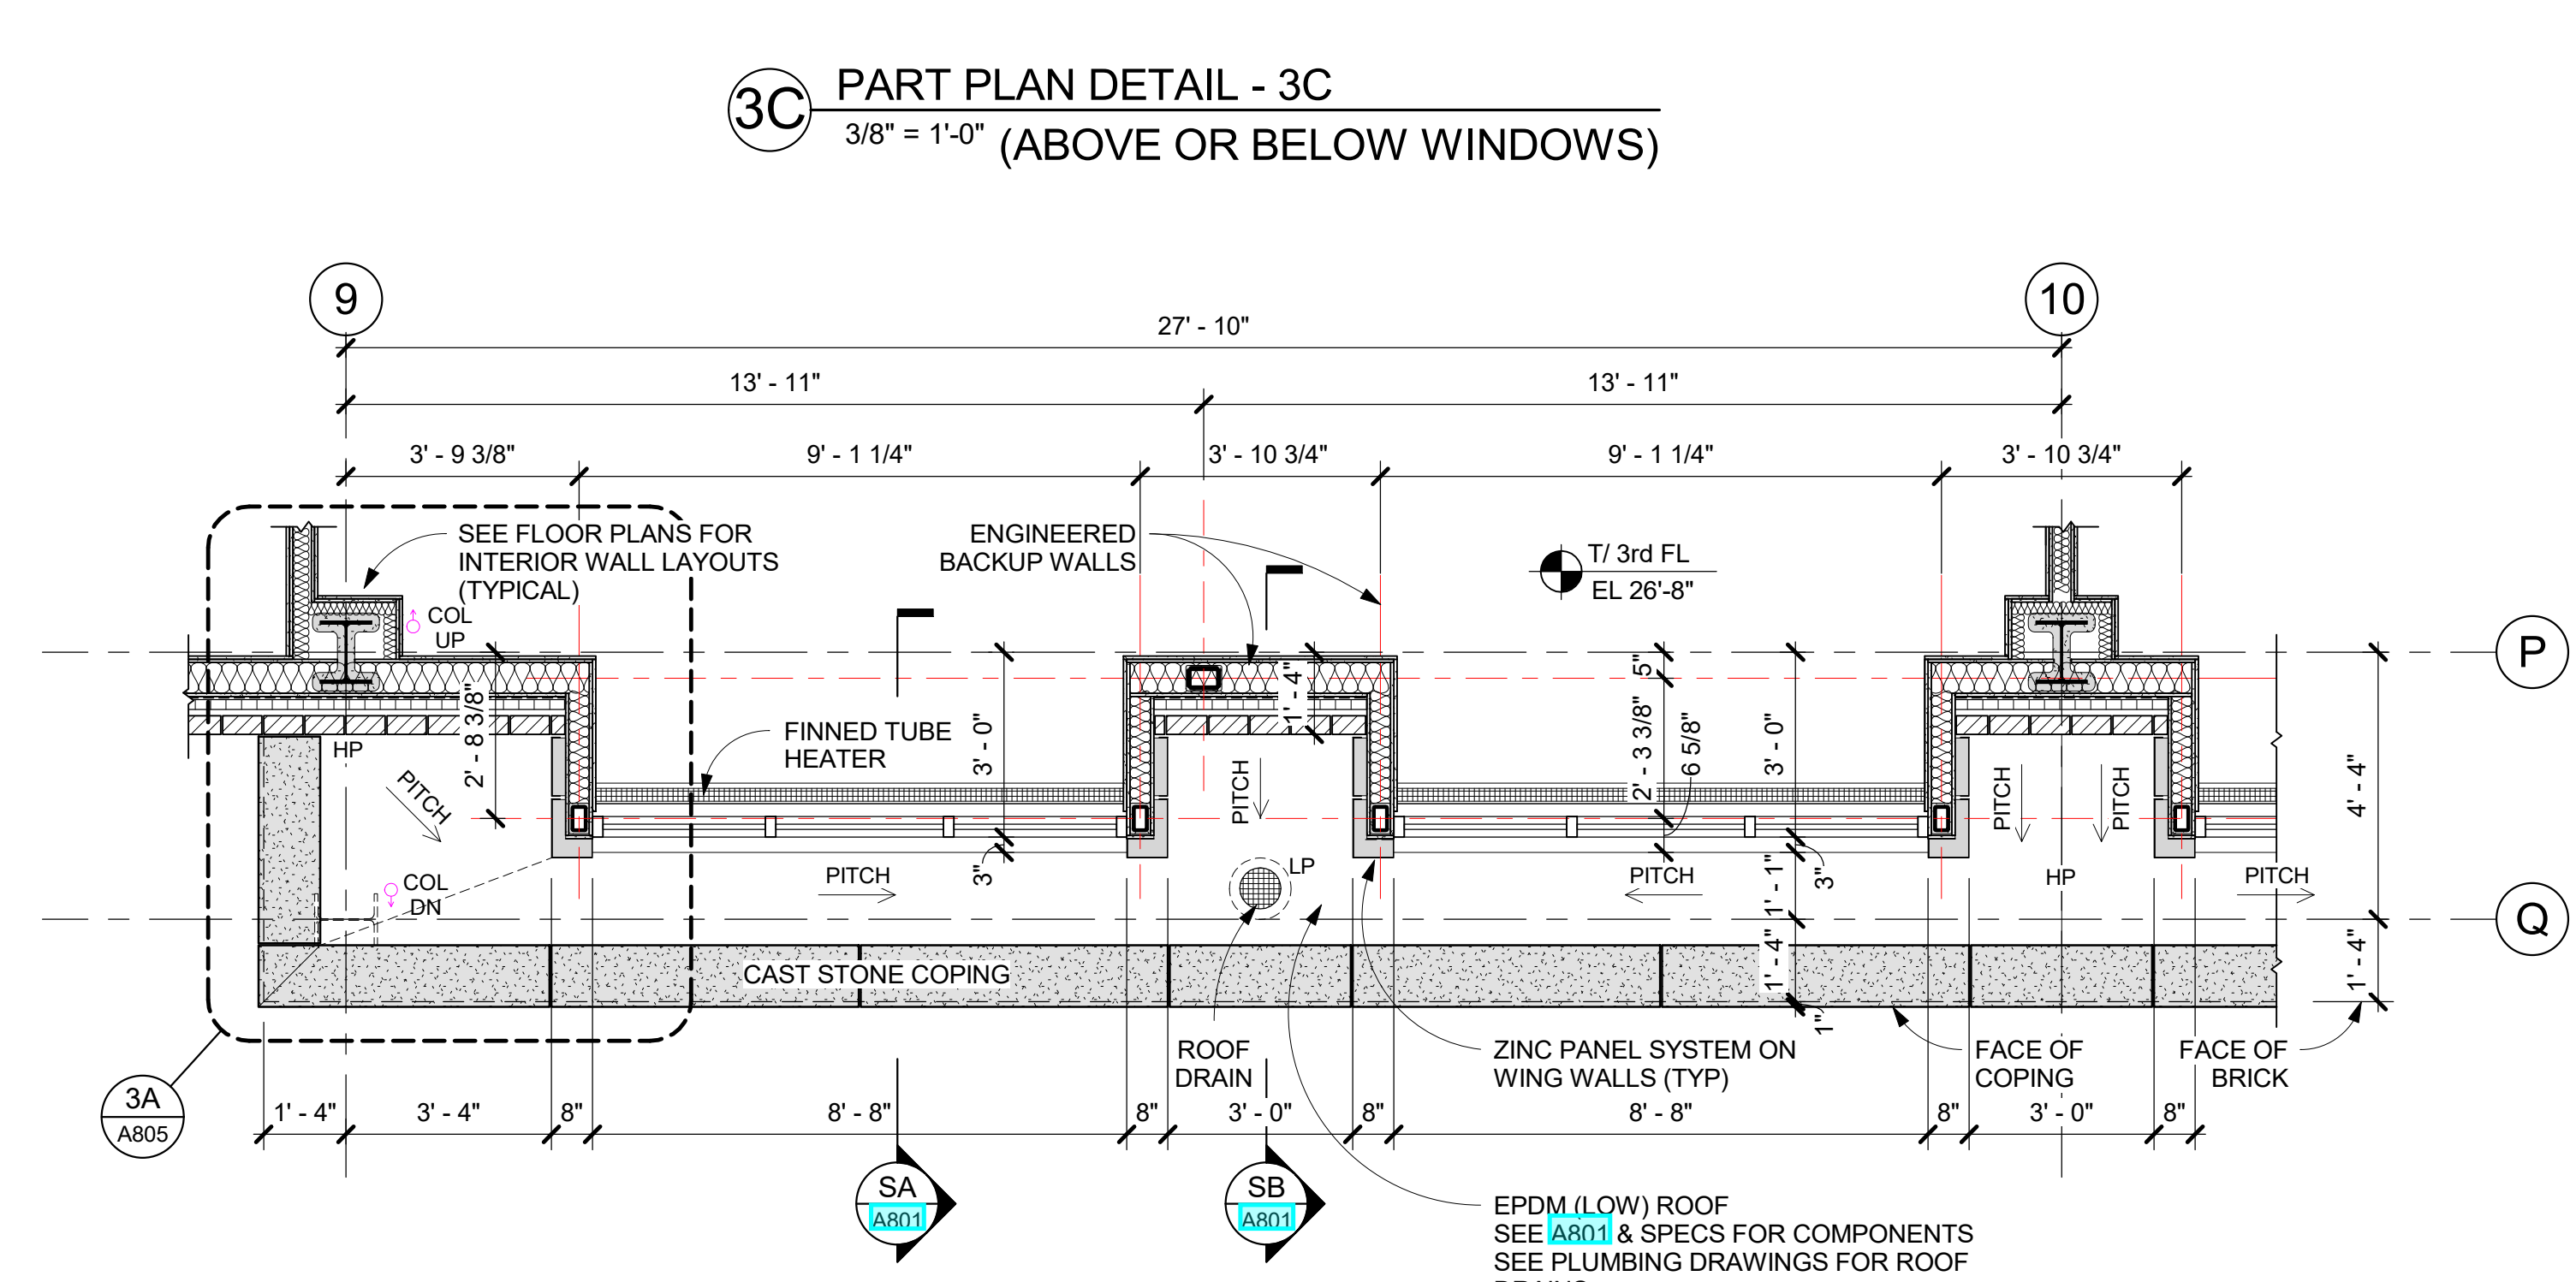 3C
PART PLAN DETAIL - 3C
3/8" = 1'-0"
(ABOVE OR BELOW WINDOWS)
9
10
27' - 10"
13' - 11"
13' - 11"
3' - 9 3/8"
9' - 1 1/4"
3' - 10 3/4"
9' - 1 1/4"
3' - 10 3/4"
SEE FLOOR PLANS FOR
INTERIOR WALL LAYOUTS
(TYPICAL)
ENGINEERED
BACKUP WALLS
T/ 3rd FL
EL 26'-8"
COL
UP
P
5"
1' - 4"
2' - 8 3/8"
FINNED TUBE
HEATER
3' - 0"
2' - 3 3/8"
6 5/8"
3' - 0"
HP
PITCH
PITCH
PITCH
PITCH
4' - 4"
3"
3"
LP
PITCH
PITCH
HP
PITCH
COL
DN
1' - 1"
Q
CAST STONE COPING
1' - 4"
1' - 4"
1"
ROOF
DRAIN
ZINC PANEL SYSTEM ON
WING WALLS (TYP)
FACE OF
COPING
FACE OF
BRICK
3A
A805
1' - 4"
3' - 4"
8"
8' - 8"
8"
3' - 0"
8"
8' - 8"
8"
3' - 0"
8"
SA
A801
SB
A801
EPDM (LOW) ROOF
SEE A801 & SPECS FOR COMPONENTS
SEE PLUMBING DRAWINGS FOR ROOF